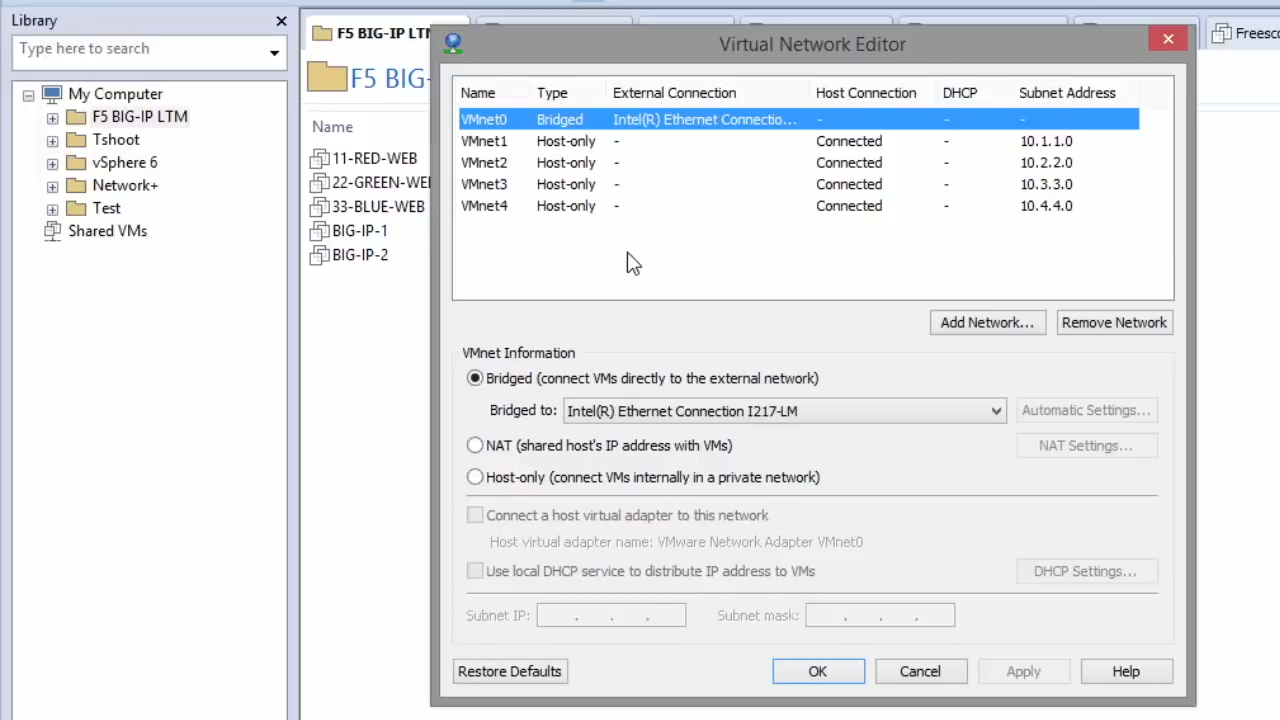 Library
Type here to search
My Computer
F5 BIG-IP LTM
Tshoot
vSphere 6
Network+
Test
Shared VMs
F5 BIG-IP LTM
F5 BIG-
Name
11-RED-WEB
22-GREEN-WEB
33-BLUE-WEB
BIG-IP-1
BIG-IP-2
Virtual Network Editor
Name Type External Connection Host Connection DHCP Subnet Address
VMnet0 Bridged Intel(R) Ethernet Connectio... - - -
VMnet1 Host-only - Connected - 10.1.1.0
VMnet2 Host-only - Connected - 10.2.2.0
VMnet3 Host-only - Connected - 10.3.3.0
VMnet4 Host-only - Connected - 10.4.4.0
Add Network... Remove Network
VMnet Information
Bridged (connect VMs directly to the external network)
Bridged to: Intel(R) Ethernet Connection I217-LM Automatic Settings...
NAT (shared host's IP address with VMs) NAT Settings...
Host-only (connect VMs internally in a private network)
Connect a host virtual adapter to this network
Host virtual adapter name: VMware Network Adapter VMnet0
Use local DHCP service to distribute IP address to VMs DHCP Settings...
Subnet IP: . . . Subnet mask: . . .
Restore Defaults OK Cancel Apply Help